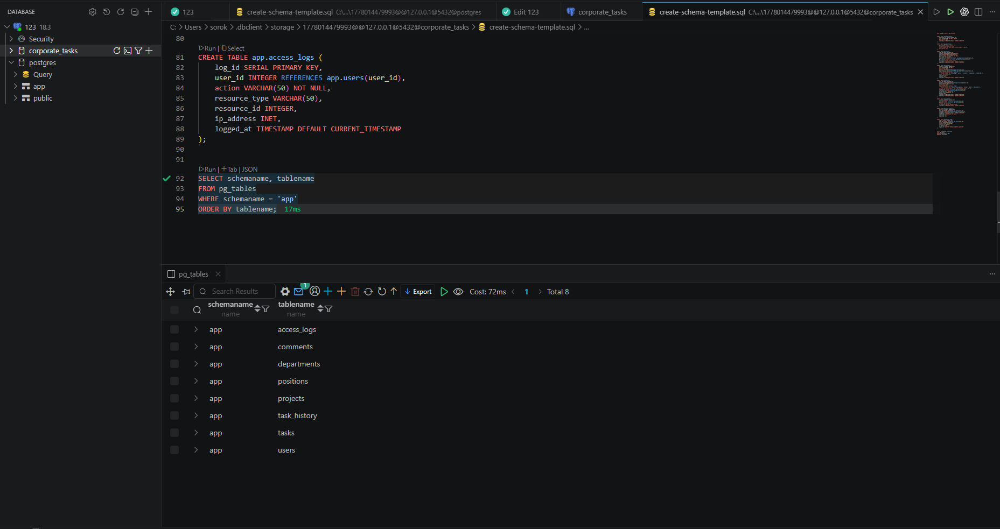 DATABASE
123 18.3
Security
corporate_tasks
postgres
Query
app
public
123
create-schema-template.sql C:\...\1778014479993@@127.0.0.1@5432@postgres
Edit 123
corporate_tasks
create-schema-template.sql C:\...\1778014479993@@127.0.0.1@5432@corporate_tasks
C: > Users > sorok > .dbclient > storage > 1778014479993@@127.0.0.1@5432@corporate_tasks > create-schema-template.sql > ...
80
Run | Select
81 CREATE TABLE app.access_logs (
82 log_id SERIAL PRIMARY KEY,
83 user_id INTEGER REFERENCES app.users(user_id),
84 action VARCHAR(50) NOT NULL,
85 resource_type VARCHAR(50),
86 resource_id INTEGER,
87 ip_address INET,
88 logged_at TIMESTAMP DEFAULT CURRENT_TIMESTAMP
89 );
90
91
Run | Tab | JSON
92 SELECT schemaname, tablename
93 FROM pg_tables
94 WHERE schemaname = 'app'
95 ORDER BY tablename; 17ms
pg_tables
Search Results
1
Export
Cost: 72ms
1
Total 8
schemaname tablename
name name
app access_logs
app comments
app departments
app positions
app projects
app task_history
app tasks
app users